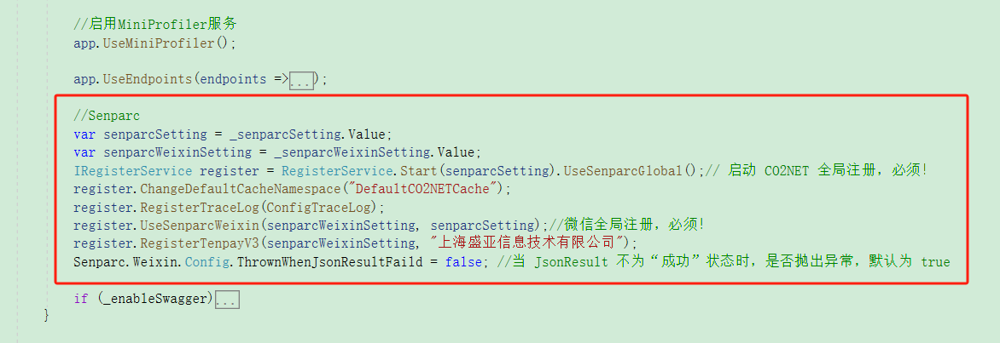 //启用MiniProfiler服务
app.UseMiniProfiler();
app.UseEndpoints(endpoints =>...);
//Senparc
var senparcSetting = _senparcSetting.Value;
var senparcWeixinSetting = _senparcWeixinSetting.Value;
IRegisterService register = RegisterService.Start(senparcSetting).UseSenparcGlobal();// 启动 CO2NET 全局注册，必须！
register.ChangeDefaultCacheNamespace("DefaultCO2NETCache");
register.RegisterTraceLog(ConfigTraceLog);
register.UseSenparcWeixin(senparcWeixinSetting, senparcSetting);//微信全局注册，必须！
register.RegisterTenpayV3(senparcWeixinSetting, "上海盛亚信息技术有限公司");
Senparc.Weixin.Config.ThrownWhenJsonResultFaild = false; //当 JsonResult 不为“成功”状态时，是否抛出异常，默认为 true
if (_enableSwagger)...
}